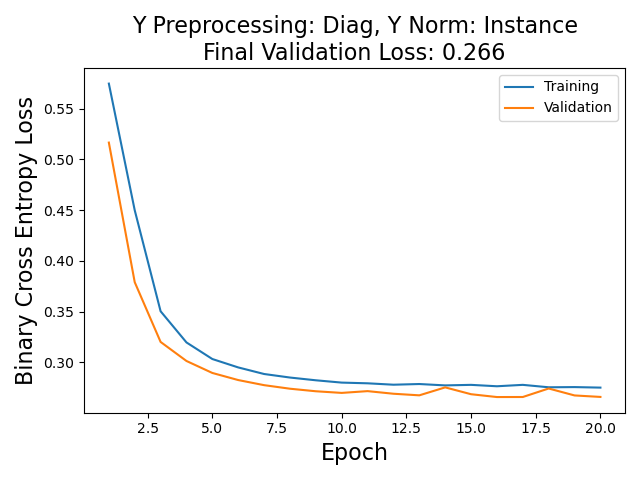 Y Preprocessing: Diag, Y Norm: Instance
Final Validation Loss: 0.266
Training
Validation
Binary Cross Entropy Loss
0.55
0.50
0.45
0.40
0.35
0.30
2.5 5.0 7.5 10.0 12.5 15.0 17.5 20.0
Epoch